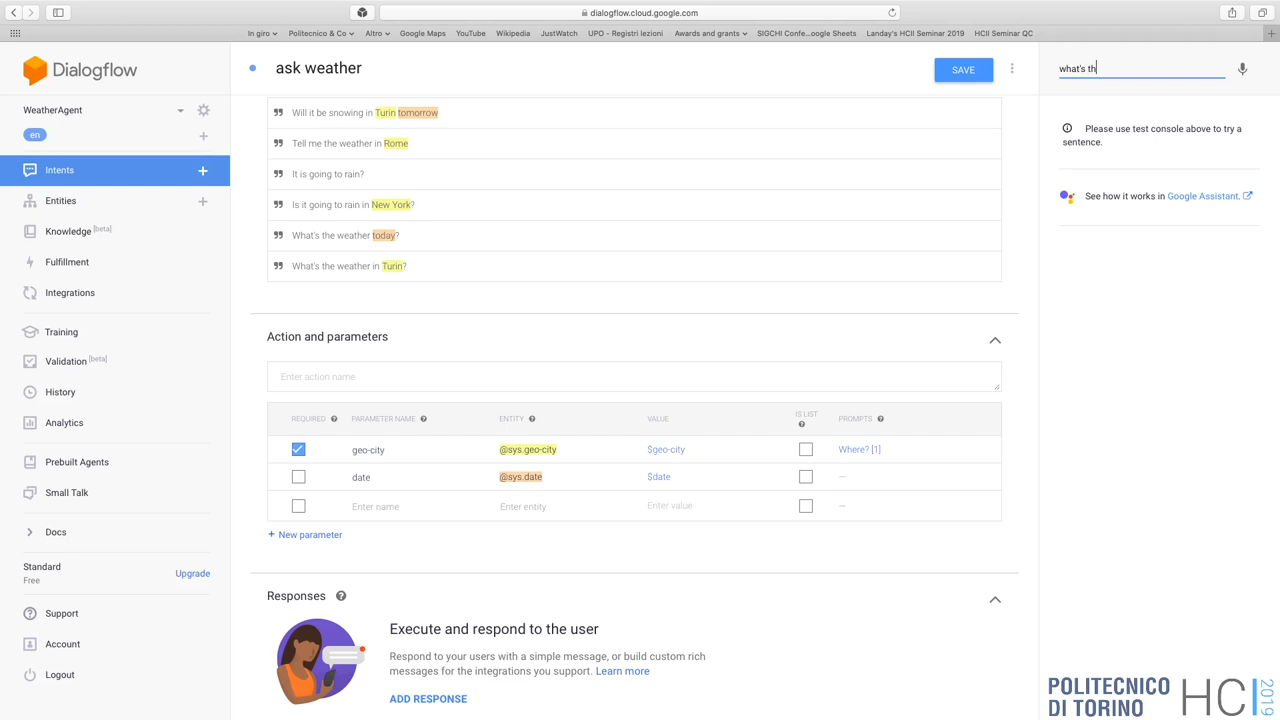 dialogflow.cloud.google.com
In giro
Politecnico & Co
Altro
Google Maps
YouTube
Wikipedia
JustWatch
UPO - Registri lezioni
Awards and grants
SIGCHI Confe...oogle Sheets
Landay's HCII Seminar 2019
HCII Seminar QC
Dialogflow
WeatherAgent
en
Intents
Entities
Knowledge [beta]
Fulfillment
Integrations
Training
Validation [beta]
History
Analytics
Prebuilt Agents
Small Talk
Docs
Standard
Free
Upgrade
Support
Account
Logout
ask weather
SAVE
Will it be snowing in Turin tomorrow
Tell me the weather in Rome
It is going to rain?
Is it going to rain in New York?
What's the weather today?
What's the weather in Turin?
Action and parameters
Enter action name
REQUIRED PARAMETER NAME ENTITY VALUE IS LIST PROMPTS
geo-city @sys.geo-city $geo-city Where? [1]
date @sys.date $date –
Enter name Enter entity Enter value –
+ New parameter
Responses
Execute and respond to the user
Respond to your users with a simple message, or build custom rich
messages for the integrations you support. Learn more
ADD RESPONSE
what's th
Please use test console above to try a
sentence.
See how it works in Google Assistant.
POLITECNICO
DI TORINO
HCI 2019